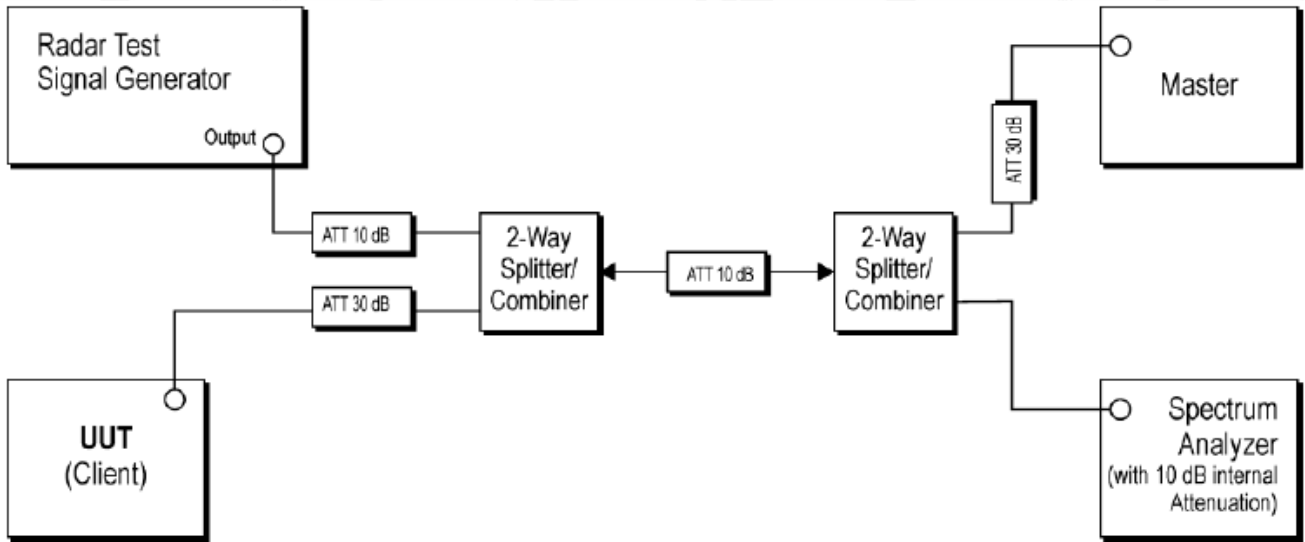 Radar Test
Signal Generator
Output
Master
ATT 30 dB
ATT 10 dB
2-Way
Splitter/
Combiner
ATT 10 dB
2-Way
Splitter/
Combiner
ATT 30 dB
UUT
(Client)
Spectrum
Analyzer
(with 10 dB internal
Attenuation)